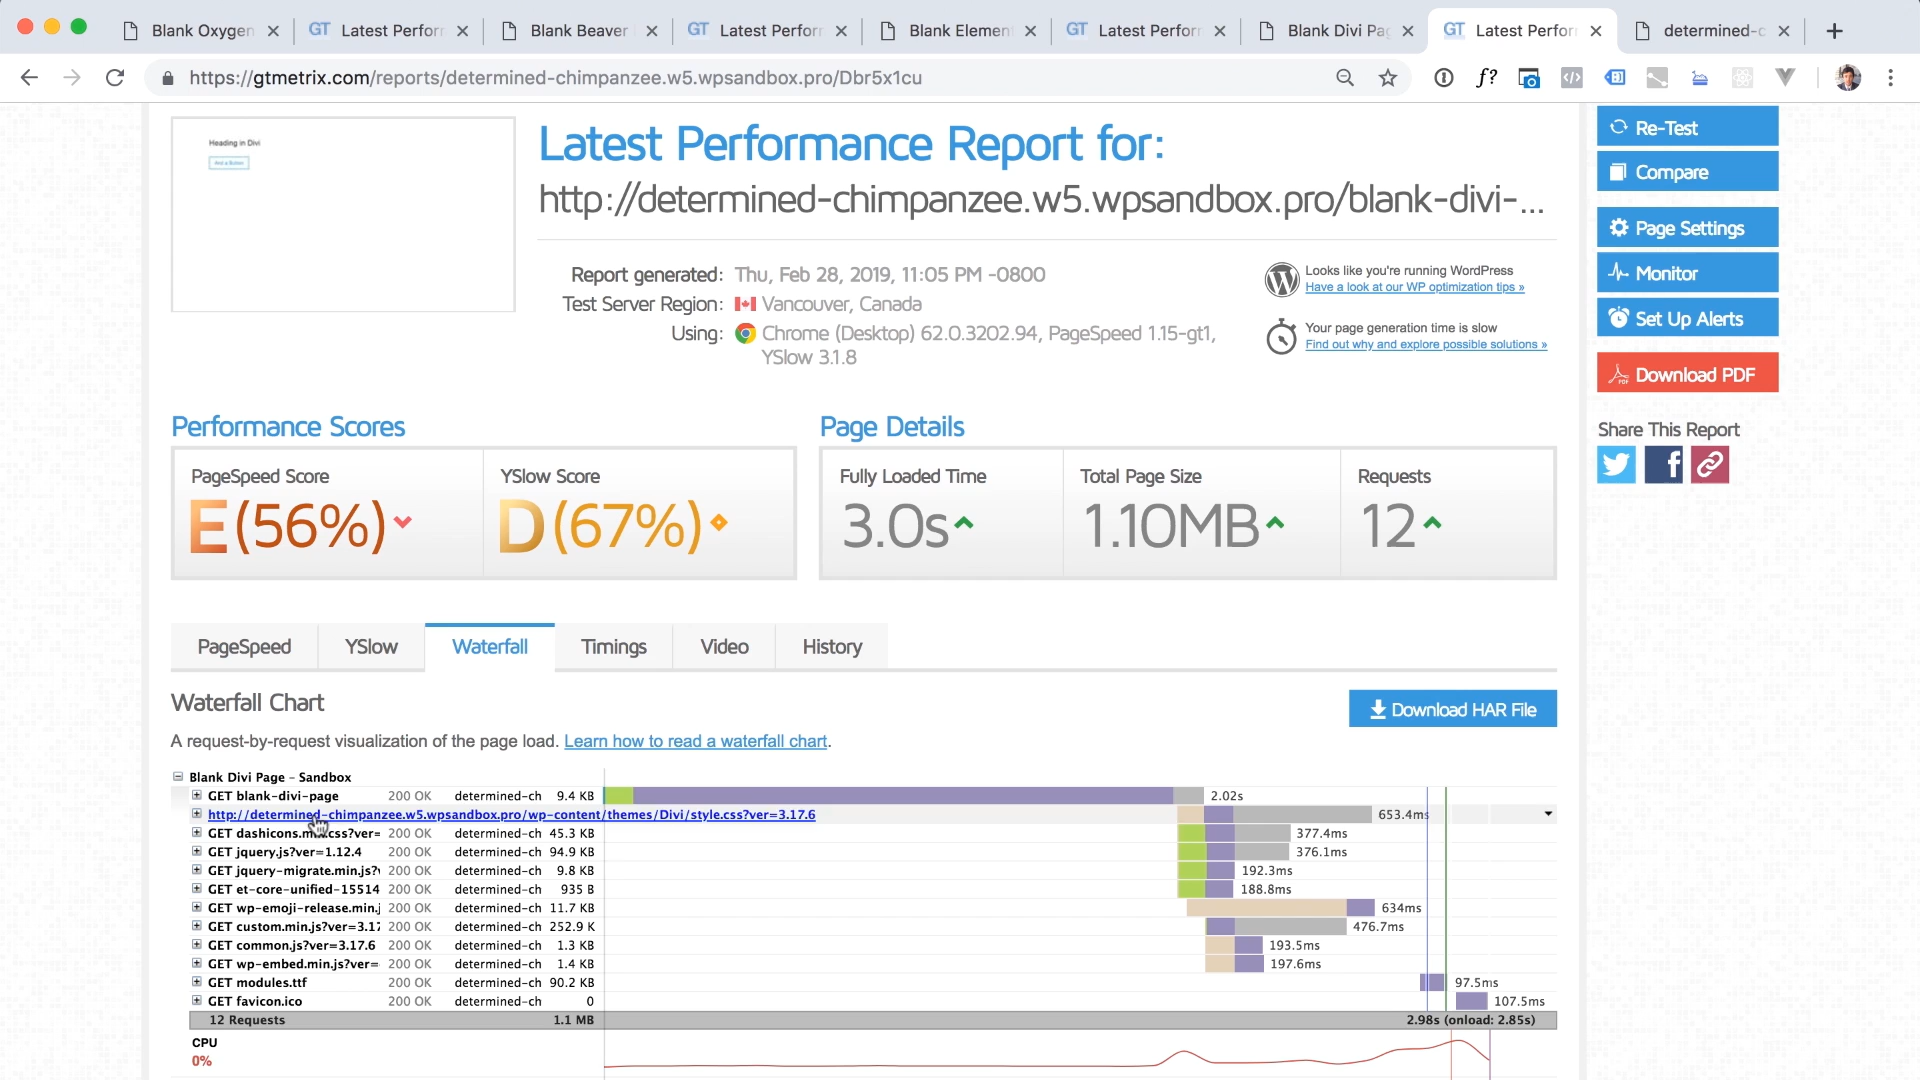 Blank Oxygen
GT Latest Perfor
Blank Beaver
GT Latest Perfor
Blank Elemen
GT Latest Perfor
Blank Divi Pag
GT Latest Perfor
determined-c
https://gtmetrix.com/reports/determined-chimpanzee.w5.wpsandbox.pro/Dbr5x1cu
f?
Heading in Divi
And a Button
Latest Performance Report for:
http://determined-chimpanzee.w5.wpsandbox.pro/blank-divi-...
Report generated: Thu, Feb 28, 2019, 11:05 PM -0800
Test Server Region: Vancouver, Canada
Using: Chrome (Desktop) 62.0.3202.94, PageSpeed 1.15-gt1,
YSlow 3.1.8
Looks like you're running WordPress
Have a look at our WP optimization tips »
Your page generation time is slow
Find out why and explore possible solutions »
Re-Test
Compare
Page Settings
Monitor
Set Up Alerts
Download PDF
Share This Report
Performance Scores
Page Details
PageSpeed Score
E(56%)
YSlow Score
D(67%)
Fully Loaded Time
3.0s
Total Page Size
1.10MB
Requests
12
PageSpeed
YSlow
Waterfall
Timings
Video
History
Waterfall Chart
Download HAR File
A request-by-request visualization of the page load. Learn how to read a waterfall chart.
Blank Divi Page - Sandbox
GET blank-divi-page 200 OK determined-ch 9.4 KB 2.02s
http://determined-chimpanzee.w5.wpsandbox.pro/wp-content/themes/Divi/style.css?ver=3.17.6 653.4ms
GET dashicons.min.css?ver= 200 OK determined-ch 45.3 KB 377.4ms
GET jquery.js?ver=1.12.4 200 OK determined-ch 94.9 KB 376.1ms
GET jquery-migrate.min.js?v 200 OK determined-ch 9.8 KB 192.3ms
GET et-core-unified-15514 200 OK determined-ch 935 B 188.8ms
GET wp-emoji-release.min.j 200 OK determined-ch 11.7 KB 634ms
GET custom.min.js?ver=3.17 200 OK determined-ch 252.9 K 476.7ms
GET common.js?ver=3.17.6 200 OK determined-ch 1.3 KB 193.5ms
GET wp-embed.min.js?ver= 200 OK determined-ch 1.4 KB 197.6ms
GET modules.ttf 200 OK determined-ch 90.2 KB 97.5ms
GET favicon.ico 200 OK determined-ch 0 107.5ms
12 Requests 1.1 MB 2.98s (onload: 2.85s)
CPU
0%